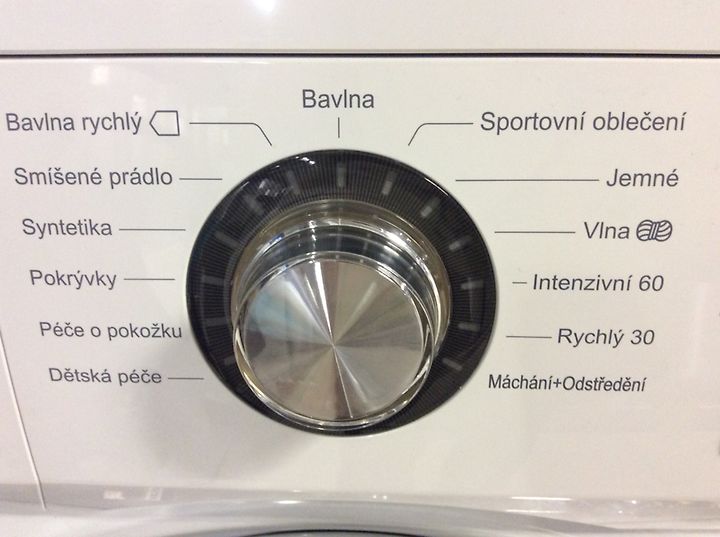 Bavlna
Bavlna rychlý
Smíšené prádlo
Syntetika
Pokrývky
Péče o pokožku
Dětská péče
Sportovní oblečení
Jemné
Vlna
Intenzivní 60
Rychlý 30
Máchání+Odstředění